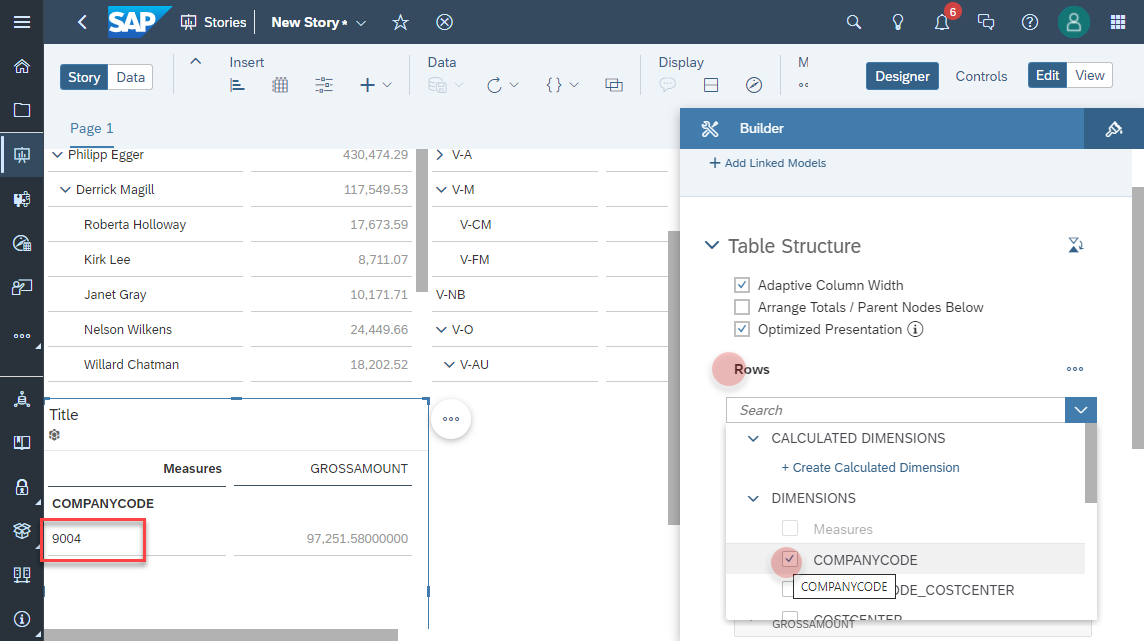 SAP Stories New Story * 6
Story Data
Insert
Data
Display
M
Designer Controls Edit View
Page 1
Philipp Egger 430,474.29 V-A
Derrick Magill 117,549.53 V-M
Roberta Holloway 17,673.59 V-CM
Kirk Lee 8,711.07 V-FM
Janet Gray 10,171.71 V-NB
Nelson Wilkens 24,449.66 V-O
Willard Chatman 18,202.52 V-AU
Title
Measures GROSSAMOUNT
COMPANYCODE
9004 97,251.58000000
Builder
+ Add Linked Models
Table Structure
Adaptive Column Width
Arrange Totals / Parent Nodes Below
Optimized Presentation
Rows
Search
CALCULATED DIMENSIONS
+ Create Calculated Dimension
DIMENSIONS
Measures
COMPANYCODE
COMPANYCODE
DE_COSTCENTER
COSTCENTER
GROSSAMOUNT